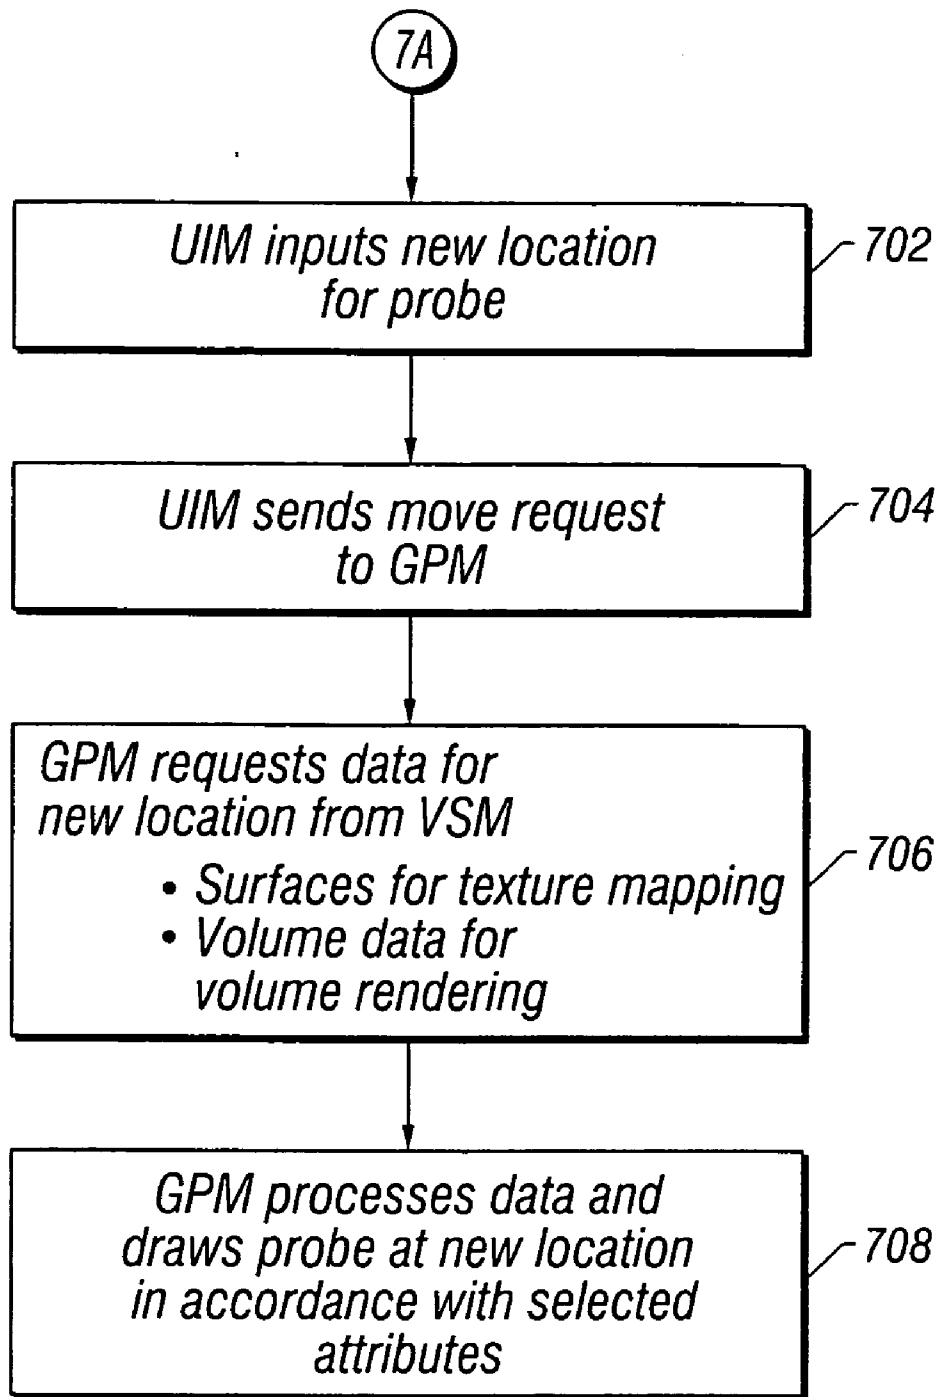 7A
UIM inputs new location
for probe
702
UIM sends move request
to GPM
704
GPM requests data for
new location from VSM
• Surfaces for texture mapping
• Volume data for
volume rendering
706
GPM processes data and
draws probe at new location
in accordance with selected
attributes
708